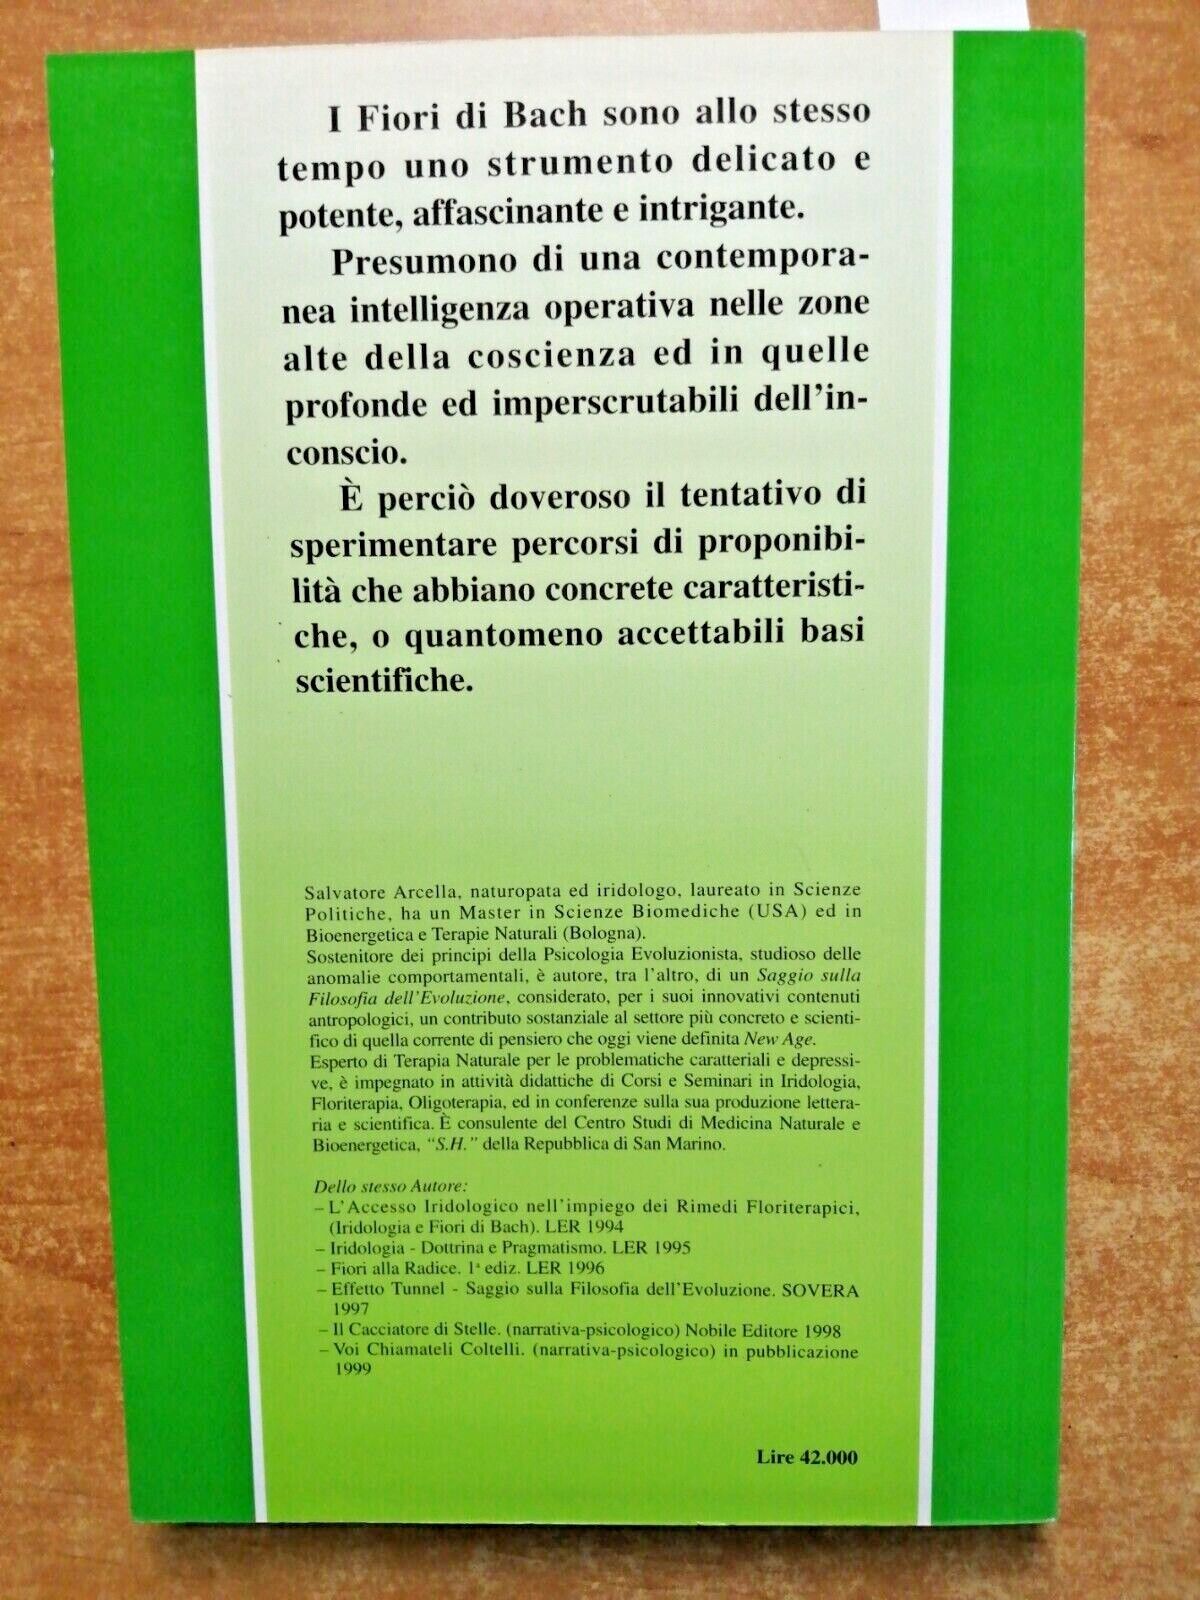 I Fiori di Bach sono allo stesso
tempo uno strumento delicato e
potente, affascinante e intrigante.
Presumono di una contempora-
nea intelligenza operativa nelle zone
alte della coscienza ed in quelle
profonde ed imperscrutabili dell'in-
conscio.
È perciò doveroso il tentativo di
sperimentare percorsi di proponibi-
lità che abbiano concrete caratteristi-
che, o quantomeno accettabili basi
scientifiche.
Salvatore Arcella, naturopata ed iridologo, laureato in Scienze
Politiche, ha un Master in Scienze Biomediche (USA) ed in
Bioenergetica e Terapie Naturali (Bologna).
Sostenitore dei principi della Psicologia Evoluzionista, studioso delle
anomalie comportamentali, è autore, tra l'altro, di un Saggio sulla
Filosofia dell'Evoluzione, considerato, per i suoi innovativi contenuti
antropologici, un contributo sostanziale al settore più concreto e scienti-
fico di quella corrente di pensiero che oggi viene definita New Age.
Esperto di Terapia Naturale per le problematiche caratteriali e depressi-
ve, è impegnato in attività didattiche di Corsi e Seminari in Iridologia,
Floriterapia, Oligoterapia, ed in conferenze sulla sua produzione lettera-
ria e scientifica. È consulente del Centro Studi di Medicina Naturale e
Bioenergetica, "S.H." della Repubblica di San Marino.
Dello stesso Autore:
– L'Accesso Iridologico nell'impiego dei Rimedi Floriterapici,
(Iridologia e Fiori di Bach). LER 1994
– Iridologia - Dottrina e Pragmatismo. LER 1995
– Fiori alla Radice. 1ª ediz. LER 1996
– Effetto Tunnel - Saggio sulla Filosofia dell'Evoluzione. SOVERA
1997
– Il Cacciatore di Stelle. (narrativa-psicologico) Nobile Editore 1998
– Voi Chiamateli Coltelli. (narrativa-psicologico) in pubblicazione
1999
Lire 42.000